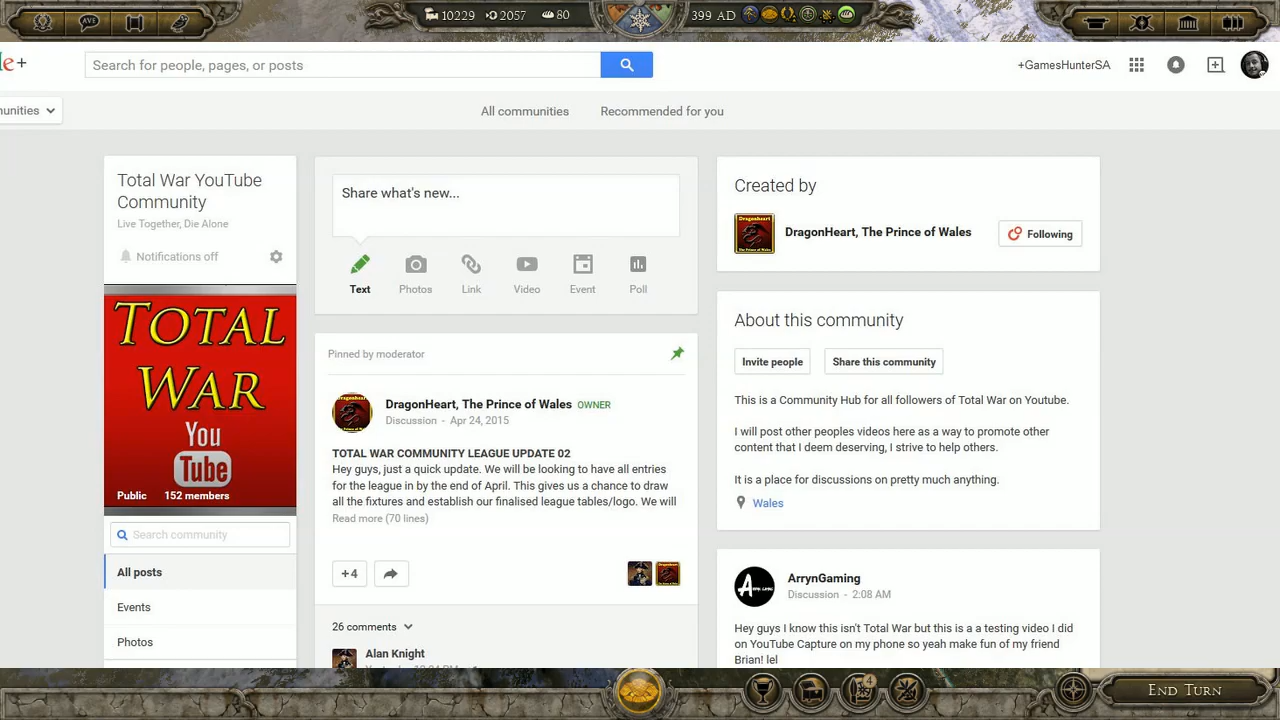 10229
2057
80
399 AD
AVE
e+
Search for people, pages, or posts
+GamesHunterSA
All communities
Recommended for you
Total War YouTube
Community
Live Together, Die Alone
Notifications off
TOTAL
WAR
You
Tube
Public
152 members
Search community
All posts
Events
Photos
Share what's new...
Text
Photos
Link
Video
Event
Poll
Pinned by moderator
DragonHeart, The Prince of Wales OWNER
Discussion - Apr 24, 2015
TOTAL WAR COMMUNITY LEAGUE UPDATE 02
Hey guys, just a quick update. We will be looking to have all entries
for the league in by the end of April. This gives us a chance to draw
all the fixtures and establish our finalised league tables/logo. We will
Read more (70 lines)
+4
26 comments
Alan Knight
Created by
DragonHeart, The Prince of Wales
Following
About this community
Invite people
Share this community
This is a Community Hub for all followers of Total War on Youtube.
I will post other peoples videos here as a way to promote other
content that I deem deserving, I strive to help others.
It is a place for discussions on pretty much anything.
Wales
ArrynGaming
Discussion - 2:08 AM
Hey guys I know this isn't Total War but this is a a testing video I did
on YouTube Capture on my phone so yeah make fun of my friend
Brian! lel
4
END TURN